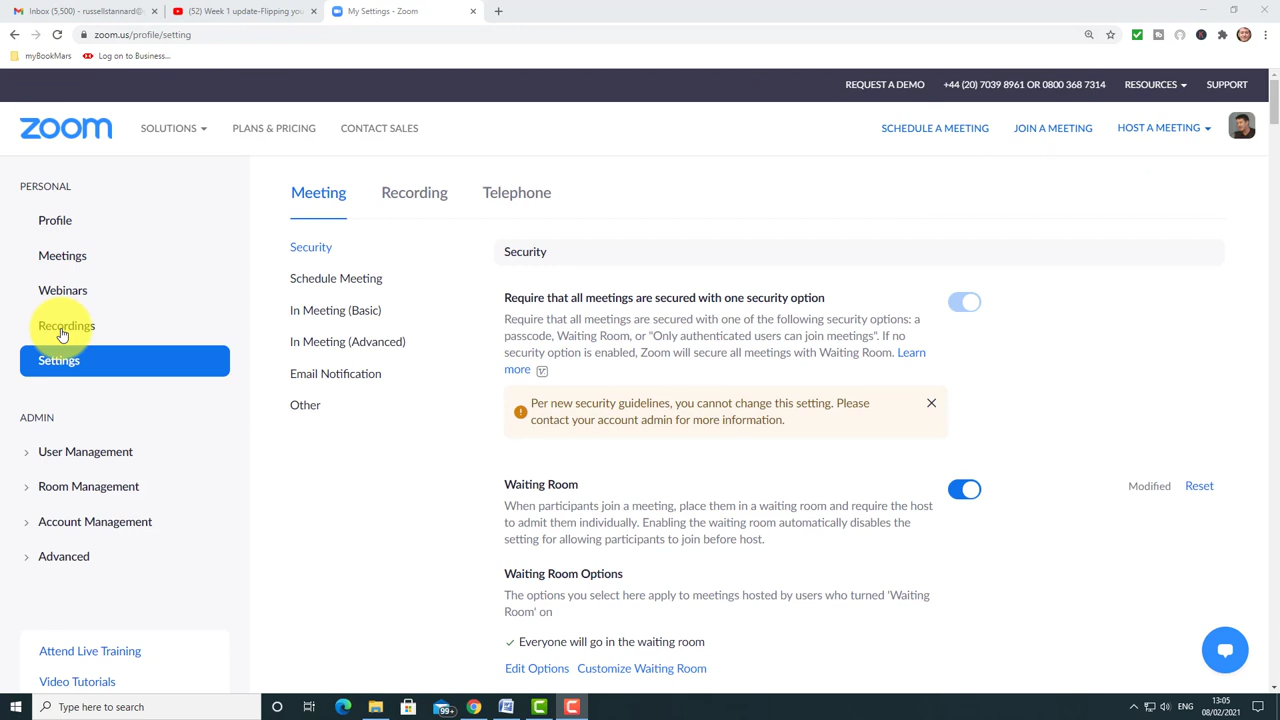 Inbox (5,500) - russellstannard@
(52) Week 1 update-Flipping you
My Settings - Zoom
zoom.us/profile/setting
myBookMars
Log on to Business...
REQUEST A DEMO
+44 (20) 7039 8961 OR 0800 368 7314
RESOURCES
SUPPORT
zoom
SOLUTIONS
PLANS & PRICING
CONTACT SALES
SCHEDULE A MEETING
JOIN A MEETING
HOST A MEETING
PERSONAL
Profile
Meetings
Webinars
Recordings
Settings
ADMIN
User Management
Room Management
Account Management
Advanced
Attend Live Training
Video Tutorials
Meeting
Recording
Telephone
Security
Schedule Meeting
In Meeting (Basic)
In Meeting (Advanced)
Email Notification
Other
Security
Require that all meetings are secured with one security option
Require that all meetings are secured with one of the following security options: a
passcode, Waiting Room, or "Only authenticated users can join meetings". If no
security option is enabled, Zoom will secure all meetings with Waiting Room. Learn
more
Per new security guidelines, you cannot change this setting. Please
contact your account admin for more information.
Waiting Room
Modified
Reset
When participants join a meeting, place them in a waiting room and require the host
to admit them individually. Enabling the waiting room automatically disables the
setting for allowing participants to join before host.
Waiting Room Options
The options you select here apply to meetings hosted by users who turned 'Waiting
Room' on
Everyone will go in the waiting room
Edit Options
Customize Waiting Room
Type here to search
99+
ENG
13:05
08/02/2021